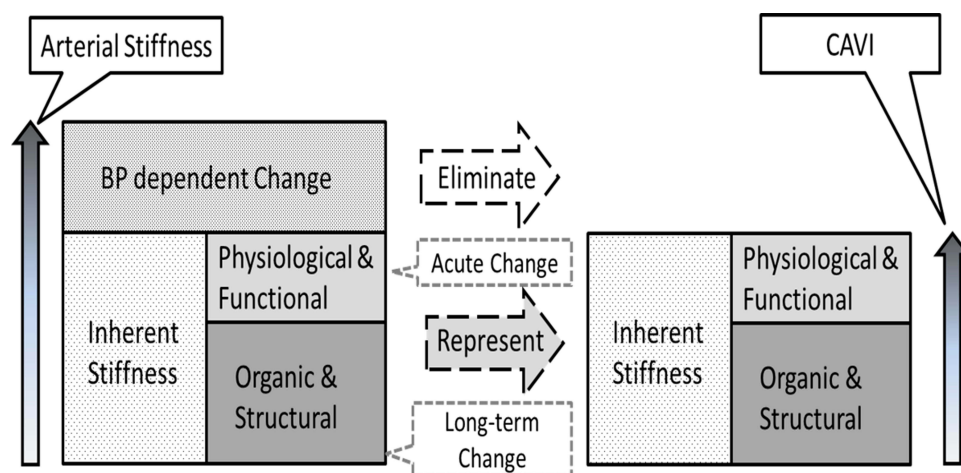 Arterial Stiffness
CAVI
BP dependent Change
Eliminate
Physiological &
Functional
Acute Change
Inherent
Stiffness
Represent
Organic &
Structural
Long-term
Change
Physiological &
Functional
Inherent
Stiffness
Organic &
Structural